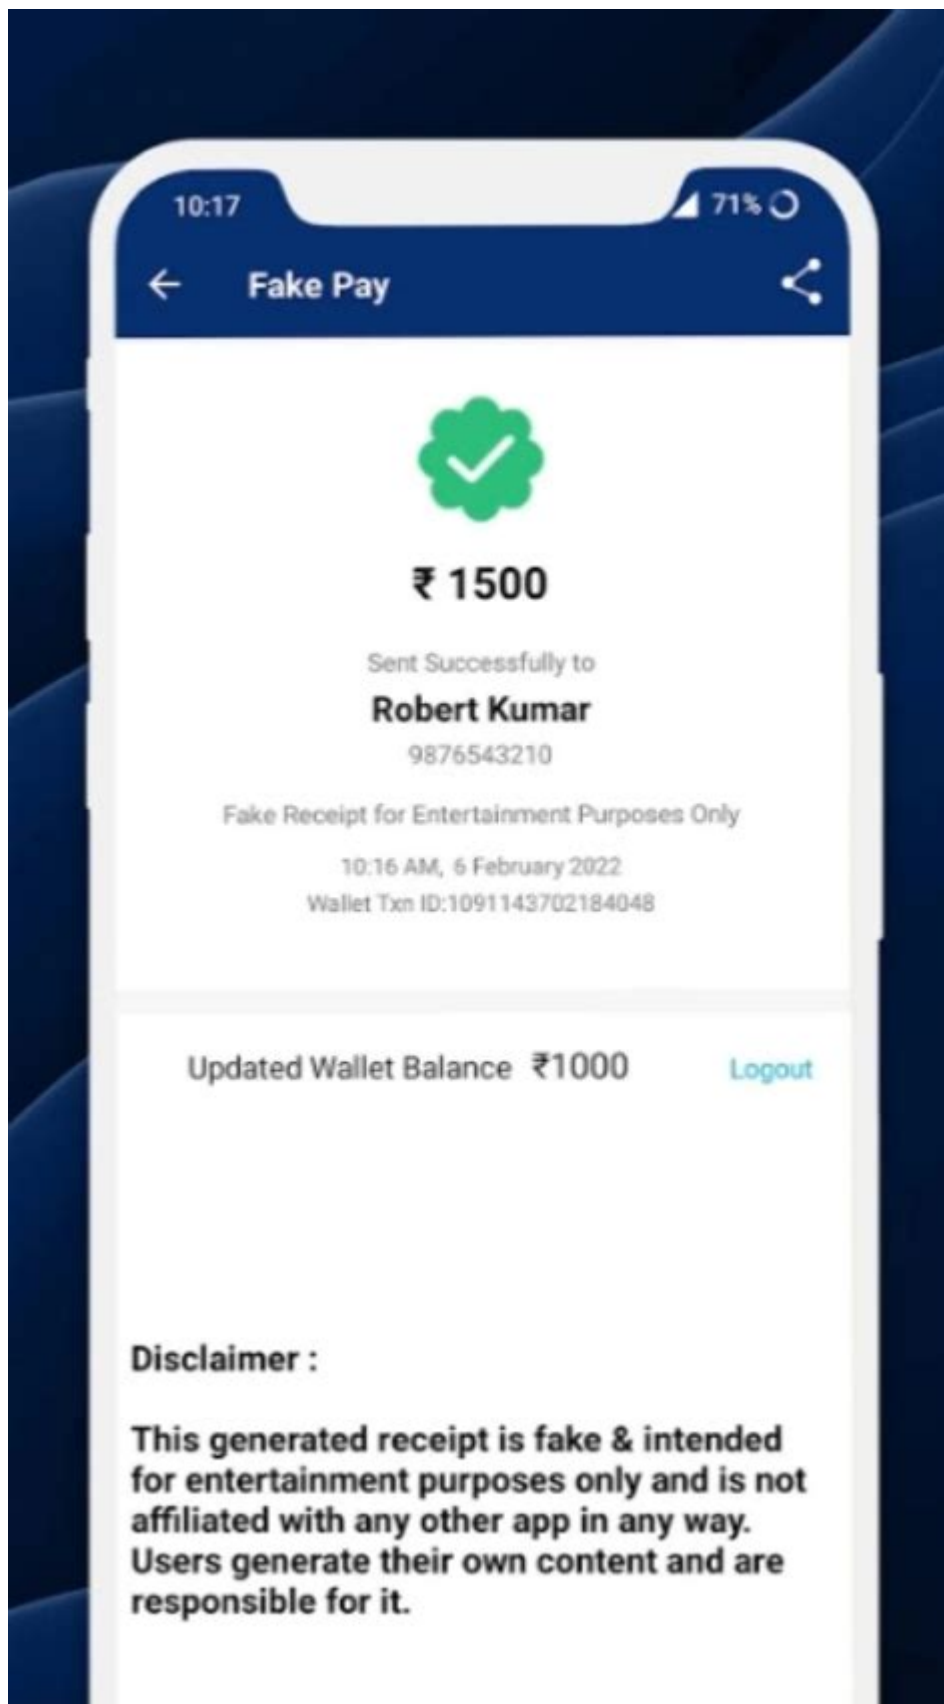 10:17 71%
Fake Pay
₹ 1500
Sent Successfully to
Robert Kumar
9876543210
Fake Receipt for Entertainment Purposes Only
10:16 AM, 6 February 2022
Wallet Txn ID:1091143702184048
Updated Wallet Balance ₹1000 Logout
Disclaimer :
This generated receipt is fake & intended
for entertainment purposes only and is not
affiliated with any other app in any way.
Users generate their own content and are
responsible for it.